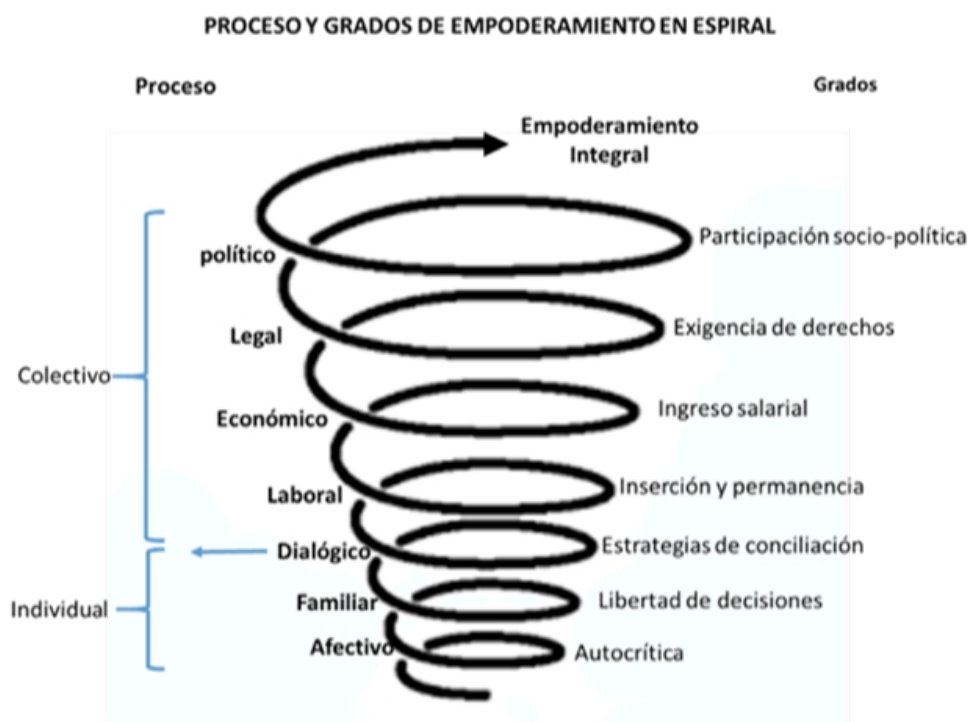 PROCESO Y GRADOS DE EMPODERAMIENTO EN ESPIRAL
Proceso
Grados
Empoderamiento
Integral
político
Participación socio-política
Legal
Exigencia de derechos
Colectivo
Económico
Ingreso salarial
Laboral
Inserción y permanencia
Dialógico
Estrategias de conciliación
Individual
Familiar
Libertad de decisiones
Afectivo
Autocrítica